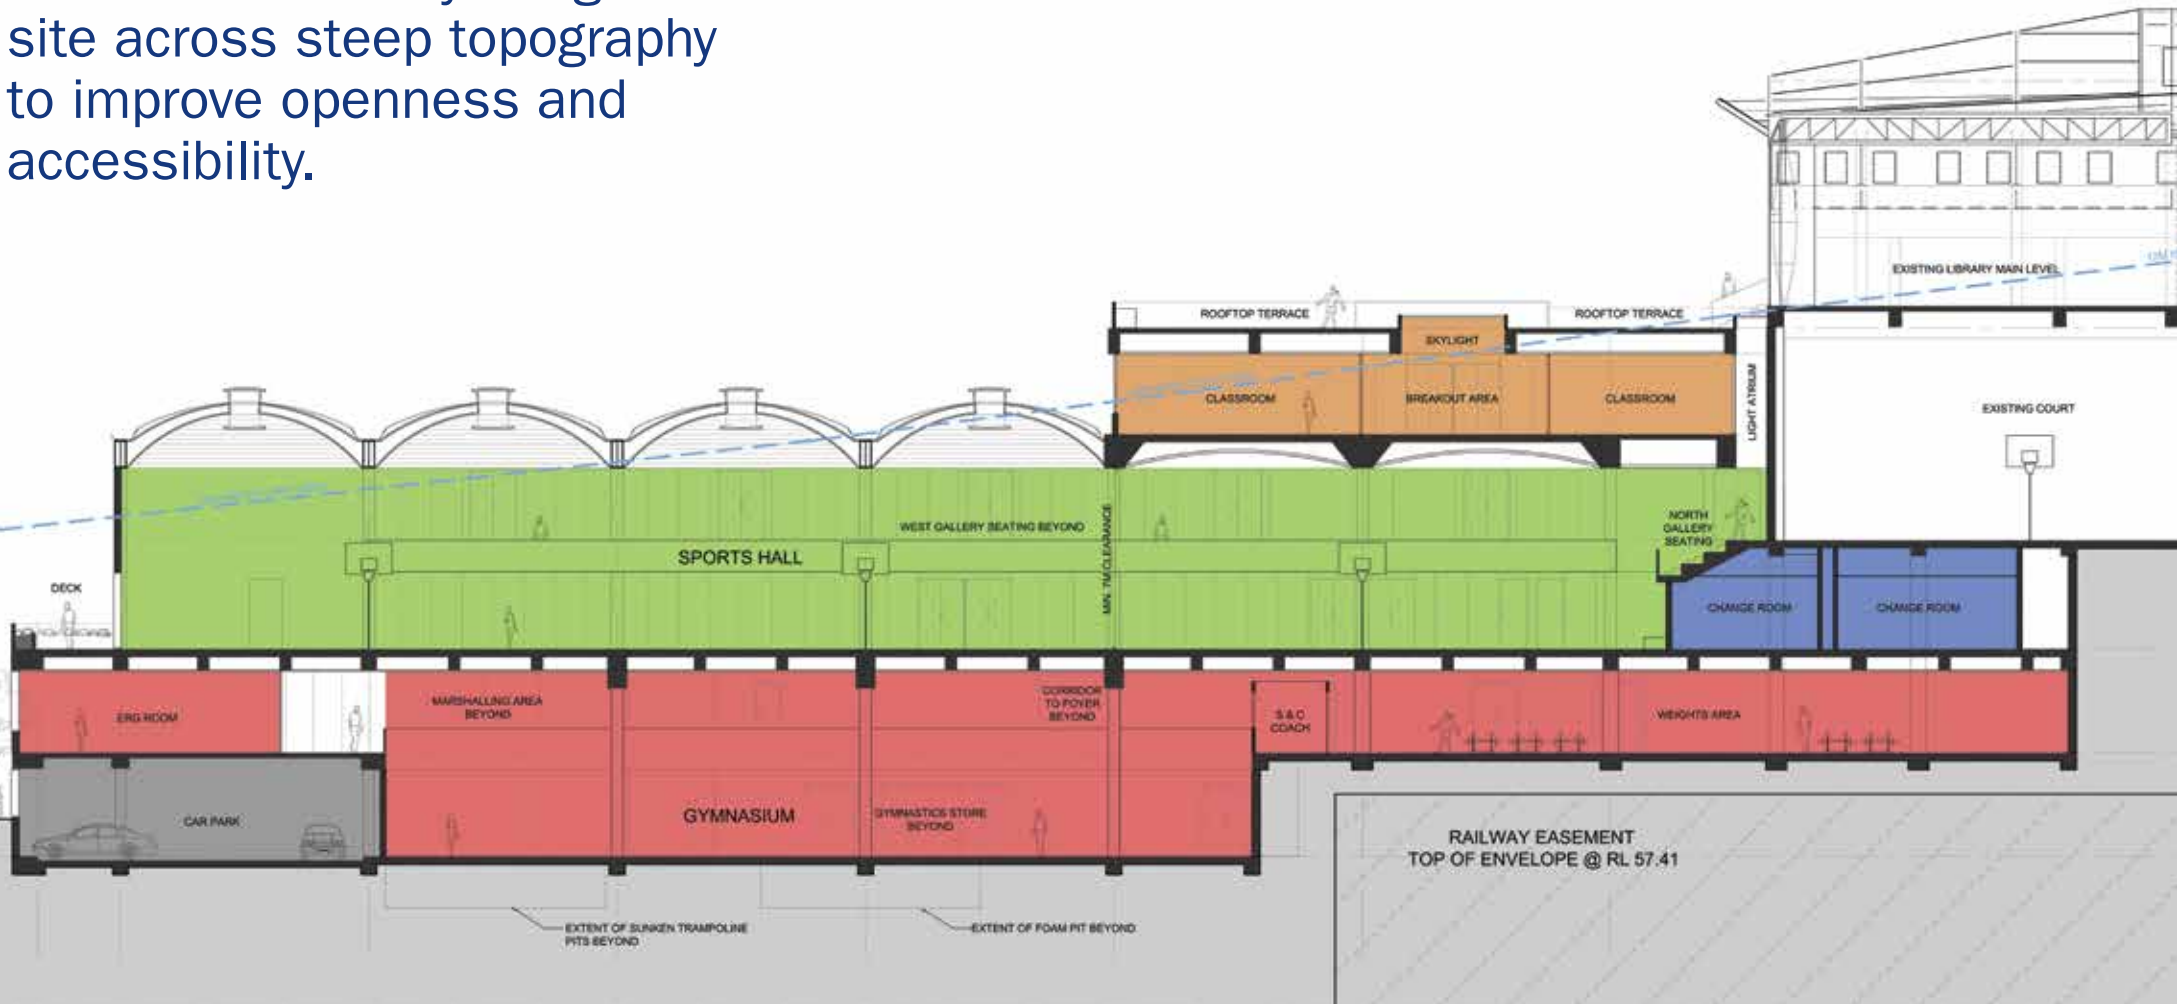 site across steep topography
to improve openness and
accessibility.
EXISTING LIBRARY MAIN LEVEL
ROOFTOP TERRACE
ROOFTOP TERRACE
SKYLIGHT
CLASSROOM
BREAKOUT AREA
CLASSROOM
LIGHT ATRIUM
EXISTING COURT
WEST GALLERY SEATING BEYOND
MIN. 7M CLEARANCE
NORTH
GALLERY
SEATING
SPORTS HALL
DECK
CHANGE ROOM
CHANGE ROOM
ERG ROOM
MARSHALLING AREA
BEYOND
CORRIDOR
TO FOYER
BEYOND
S & C
COACH
WEIGHTS AREA
CAR PARK
GYMNASIUM
GYMNASTICS STORE
BEYOND
RAILWAY EASEMENT
TOP OF ENVELOPE @ RL 57.41
EXTENT OF SUNKEN TRAMPOLINE
PITS BEYOND
EXTENT OF FOAM PIT BEYOND